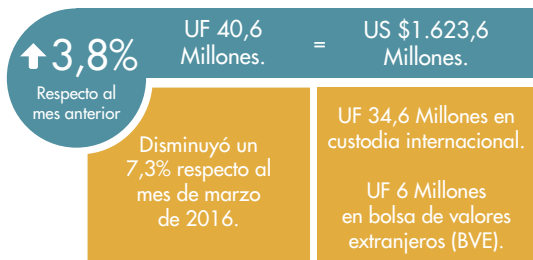 3,8%
Respecto al
mes anterior
UF 40,6
Millones.
=
US $1.623,6
Millones.
Disminuyó un
7,3% respecto al
mes de marzo
de 2016.
UF 34,6 Millones en
custodia internacional.
UF 6 Millones
en bolsa de valores
extranjeros (BVE).